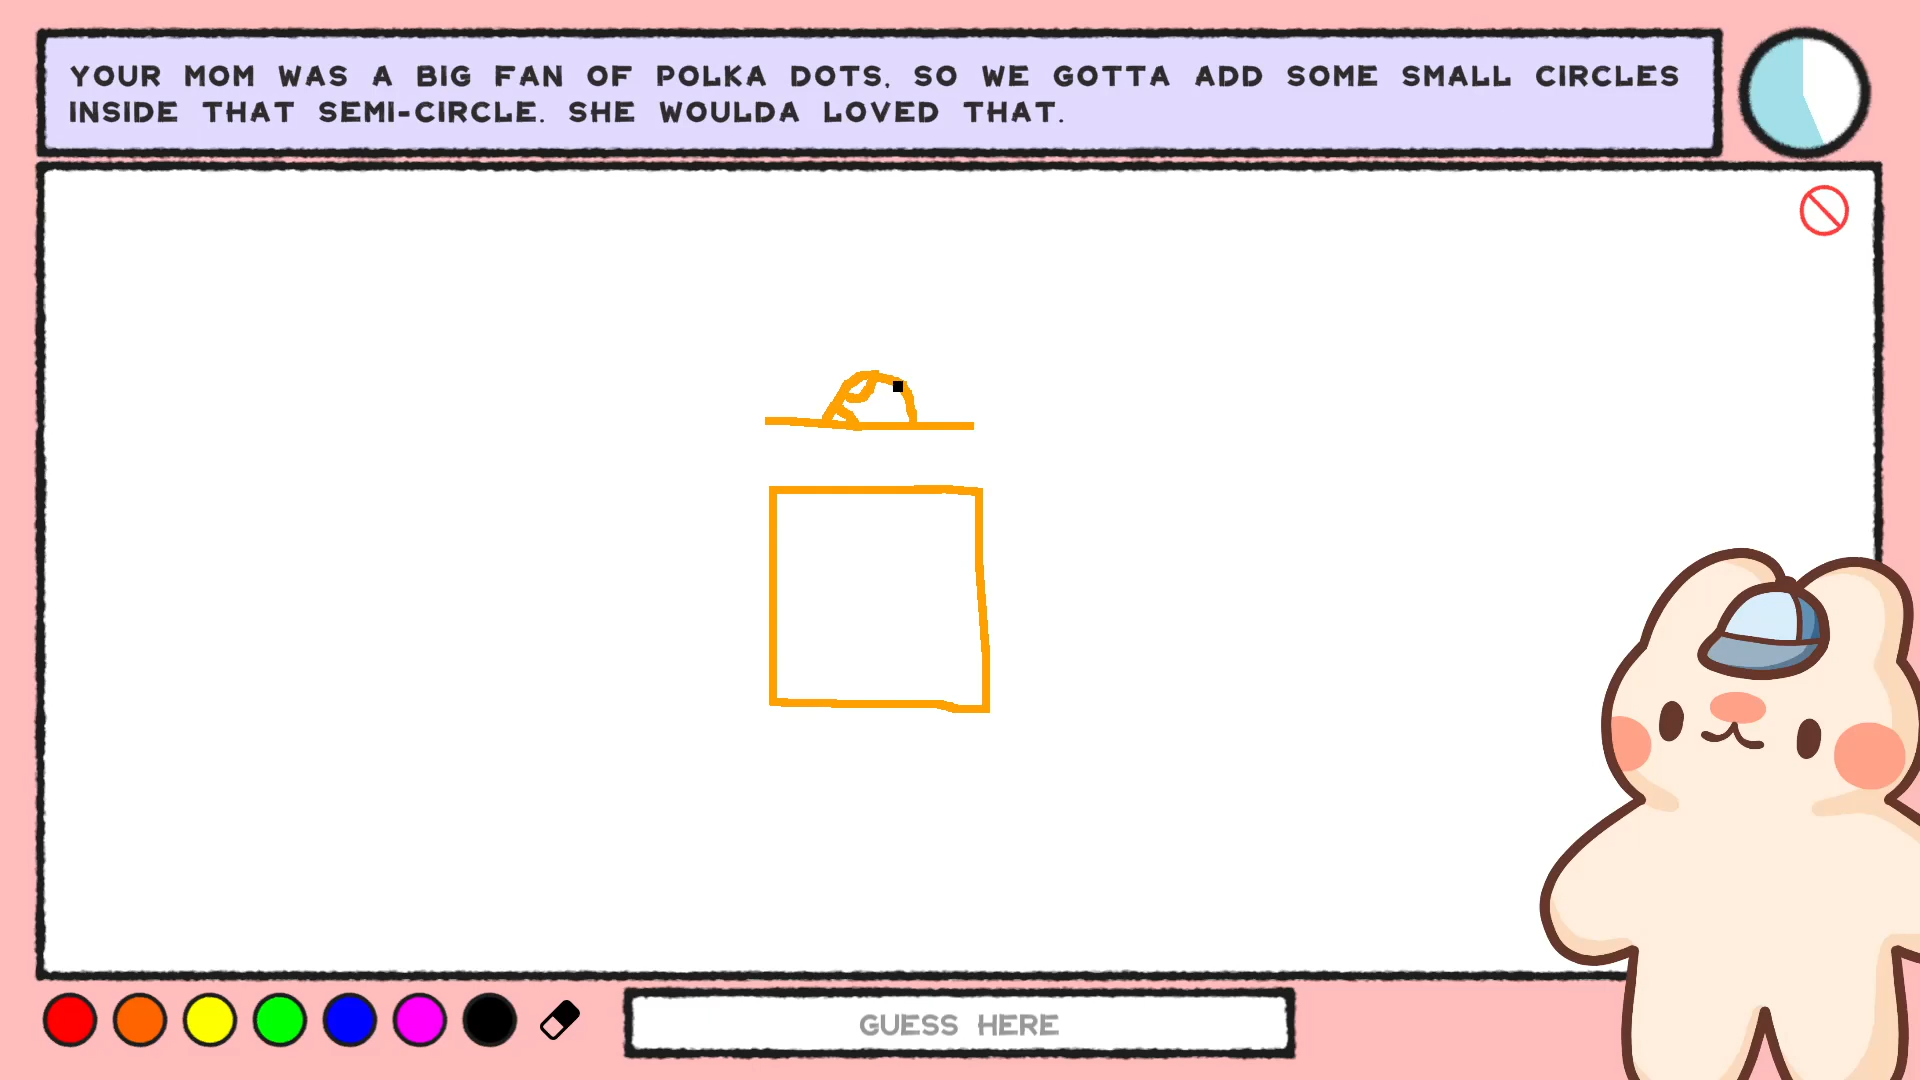 YOUR MOM WAS A BIG FAN OF POLKA DOTS, SO WE GOTTA ADD SOME SMALL CIRCLES
INSIDE THAT SEMI-CIRCLE. SHE WOULDA LOVED THAT.
GUESS HERE